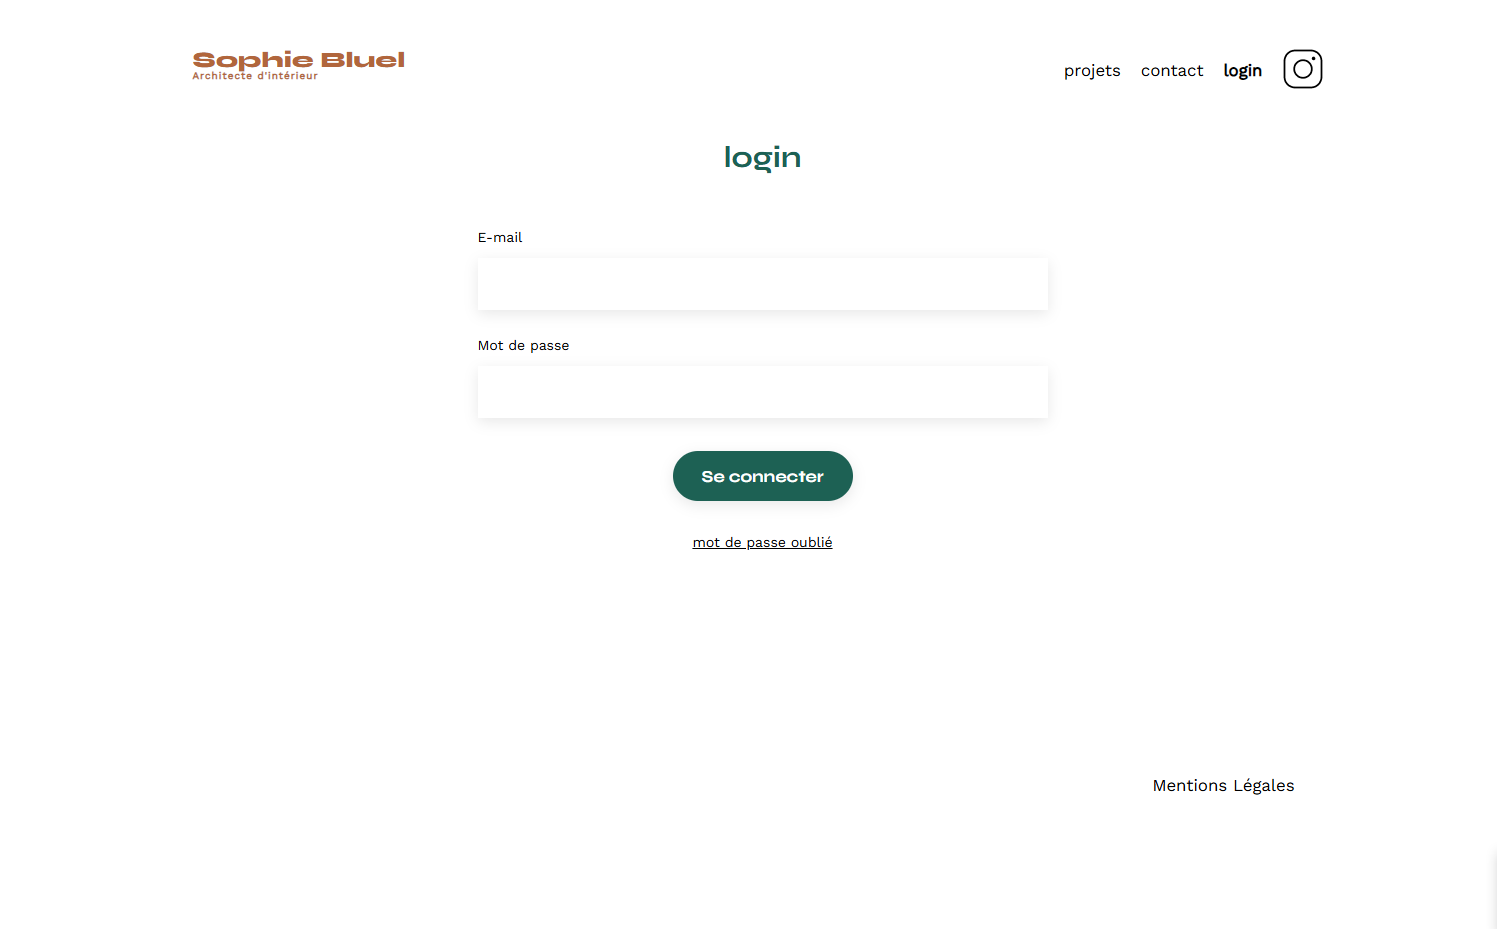 Sophie Bluel
Architecte d'intérieur
projets
contact
login
login
E-mail
Mot de passe
Se connecter
mot de passe oublié
Mentions Légales